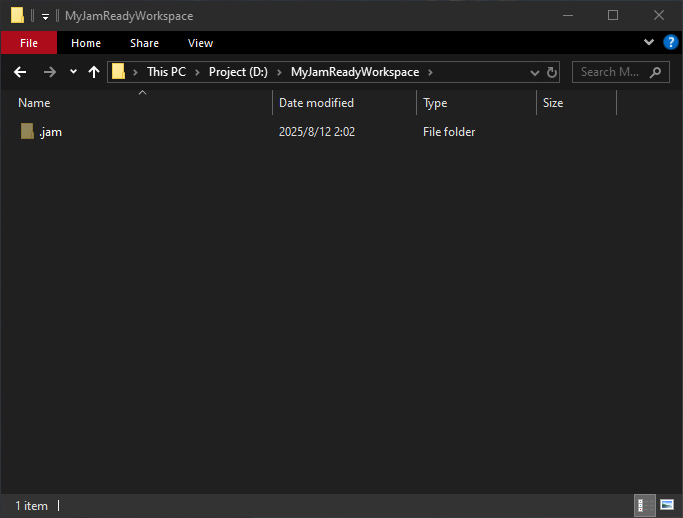 MyJamReadyWorkspace
File Home Share View ?
This PC Project (D:) MyJamReadyWorkspace Search M...
Name Date modified Type Size
.jam 2025/8/12 2:02 File folder
1 item